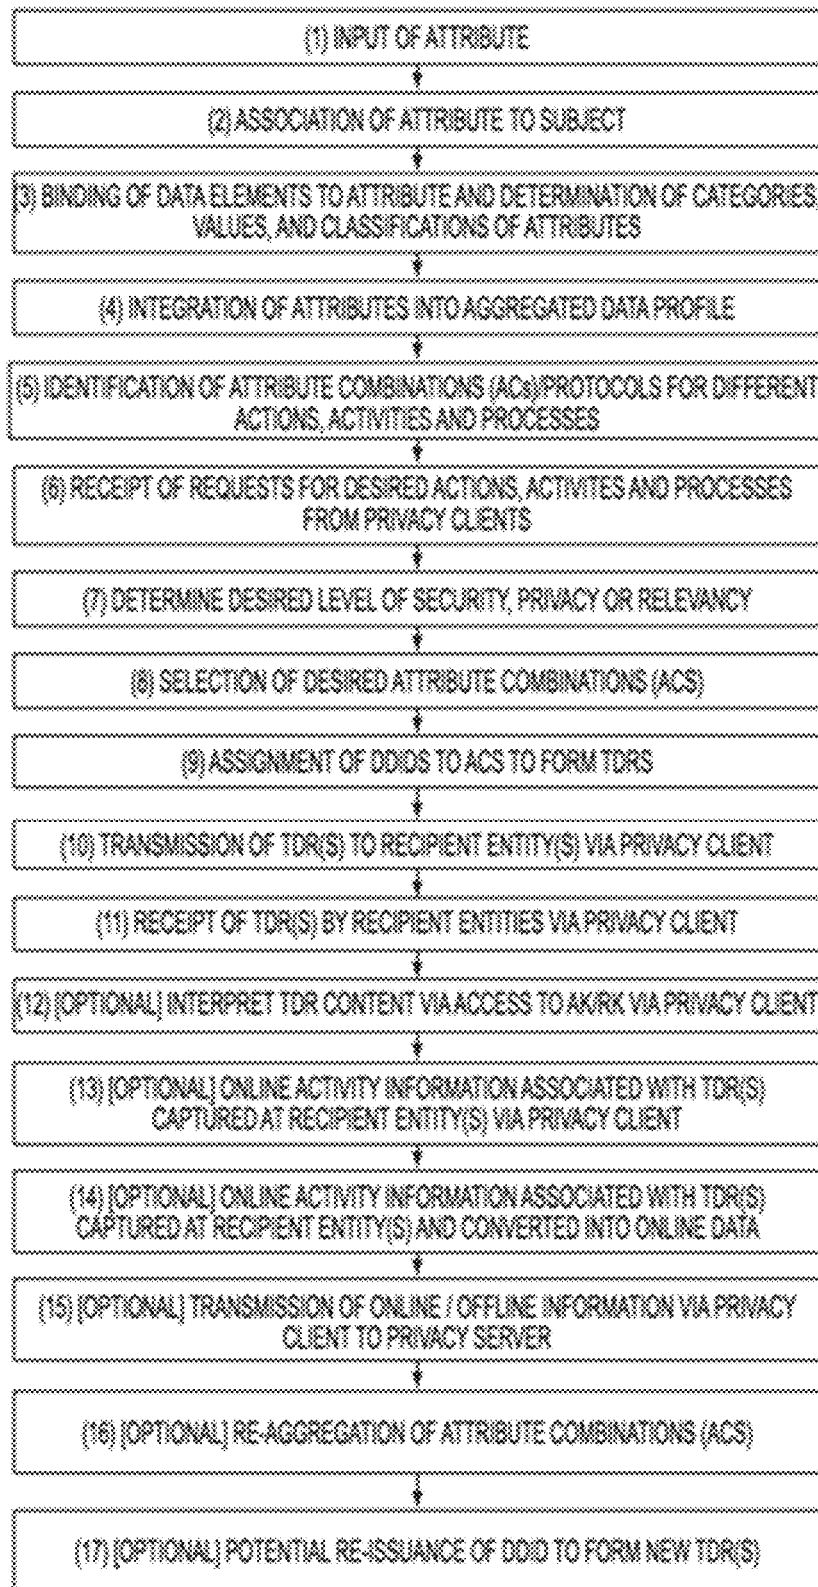 (1) INPUT OF ATTRIBUTE
(2) ASSOCIATION OF ATTRIBUTE TO SUBJECT
(3) BINDING OF DATA ELEMENTS TO ATTRIBUTE AND DETERMINATION OF CATEGORIES,
VALUES, AND CLASSIFICATIONS OF ATTRIBUTES
(4) INTEGRATION OF ATTRIBUTES INTO AGGREGATED DATA PROFILE
(5) IDENTIFICATION OF ATTRIBUTE COMBINATIONS (ACs)/PROTOCOLS FOR DIFFERENT
ACTIONS, ACTIVITIES AND PROCESSES
(6) RECEIPT OF REQUESTS FOR DESIRED ACTIONS, ACTIVITES AND PROCESSES
FROM PRIVACY CLIENTS
(7) DETERMINE DESIRED LEVEL OF SECURITY, PRIVACY OR RELEVANCY
(8) SELECTION OF DESIRED ATTRIBUTE COMBINATIONS (ACS)
(9) ASSIGNMENT OF DDIDS TO ACS TO FORM TDRS
(10) TRANSMISSION OF TDR(S) TO RECIPIENT ENTITY(S) VIA PRIVACY CLIENT
(11) RECEIPT OF TDR(S) BY RECIPIENT ENTITIES VIA PRIVACY CLIENT
(12) [OPTIONAL] INTERPRET TDR CONTENT VIA ACCESS TO AK/RK VIA PRIVACY CLIENT
(13) [OPTIONAL] ONLINE ACTIVITY INFORMATION ASSOCIATED WITH TDR(S)
CAPTURED AT RECIPIENT ENTITY(S) VIA PRIVACY CLIENT
(14) [OPTIONAL] ONLINE ACTIVITY INFORMATION ASSOCIATED WITH TDR(S)
CAPTURED AT RECIPIENT ENTITY(S) AND CONVERTED INTO ONLINE DATA
(15) [OPTIONAL] TRANSMISSION OF ONLINE / OFFLINE INFORMATION VIA PRIVACY
CLIENT TO PRIVACY SERVER
(16) [OPTIONAL] RE-AGGREGATION OF ATTRIBUTE COMBINATIONS (ACS)
(17) [OPTIONAL] POTENTIAL RE-ISSUANCE OF DDID TO FORM NEW TDR(S)